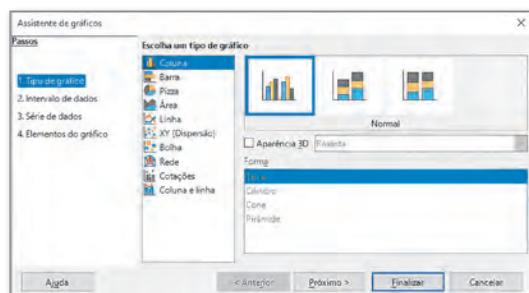 Assistente de gráficos
Passos
1. Tipo de gráfico
2. Intervalo de dados
3. Série de dados
4. Elementos do gráfico
Escolha um tipo de gráfico
Coluna
Barra
Pizza
Área
Linha
XY (Dispersão)
Bolha
Rede
Cotações
Coluna e linha
Normal
Aparência 3D
Realista
Forma
Cilindro
Cone
Pirâmide
Ajuda
< Anterior
Próximo >
Finalizar
Cancelar